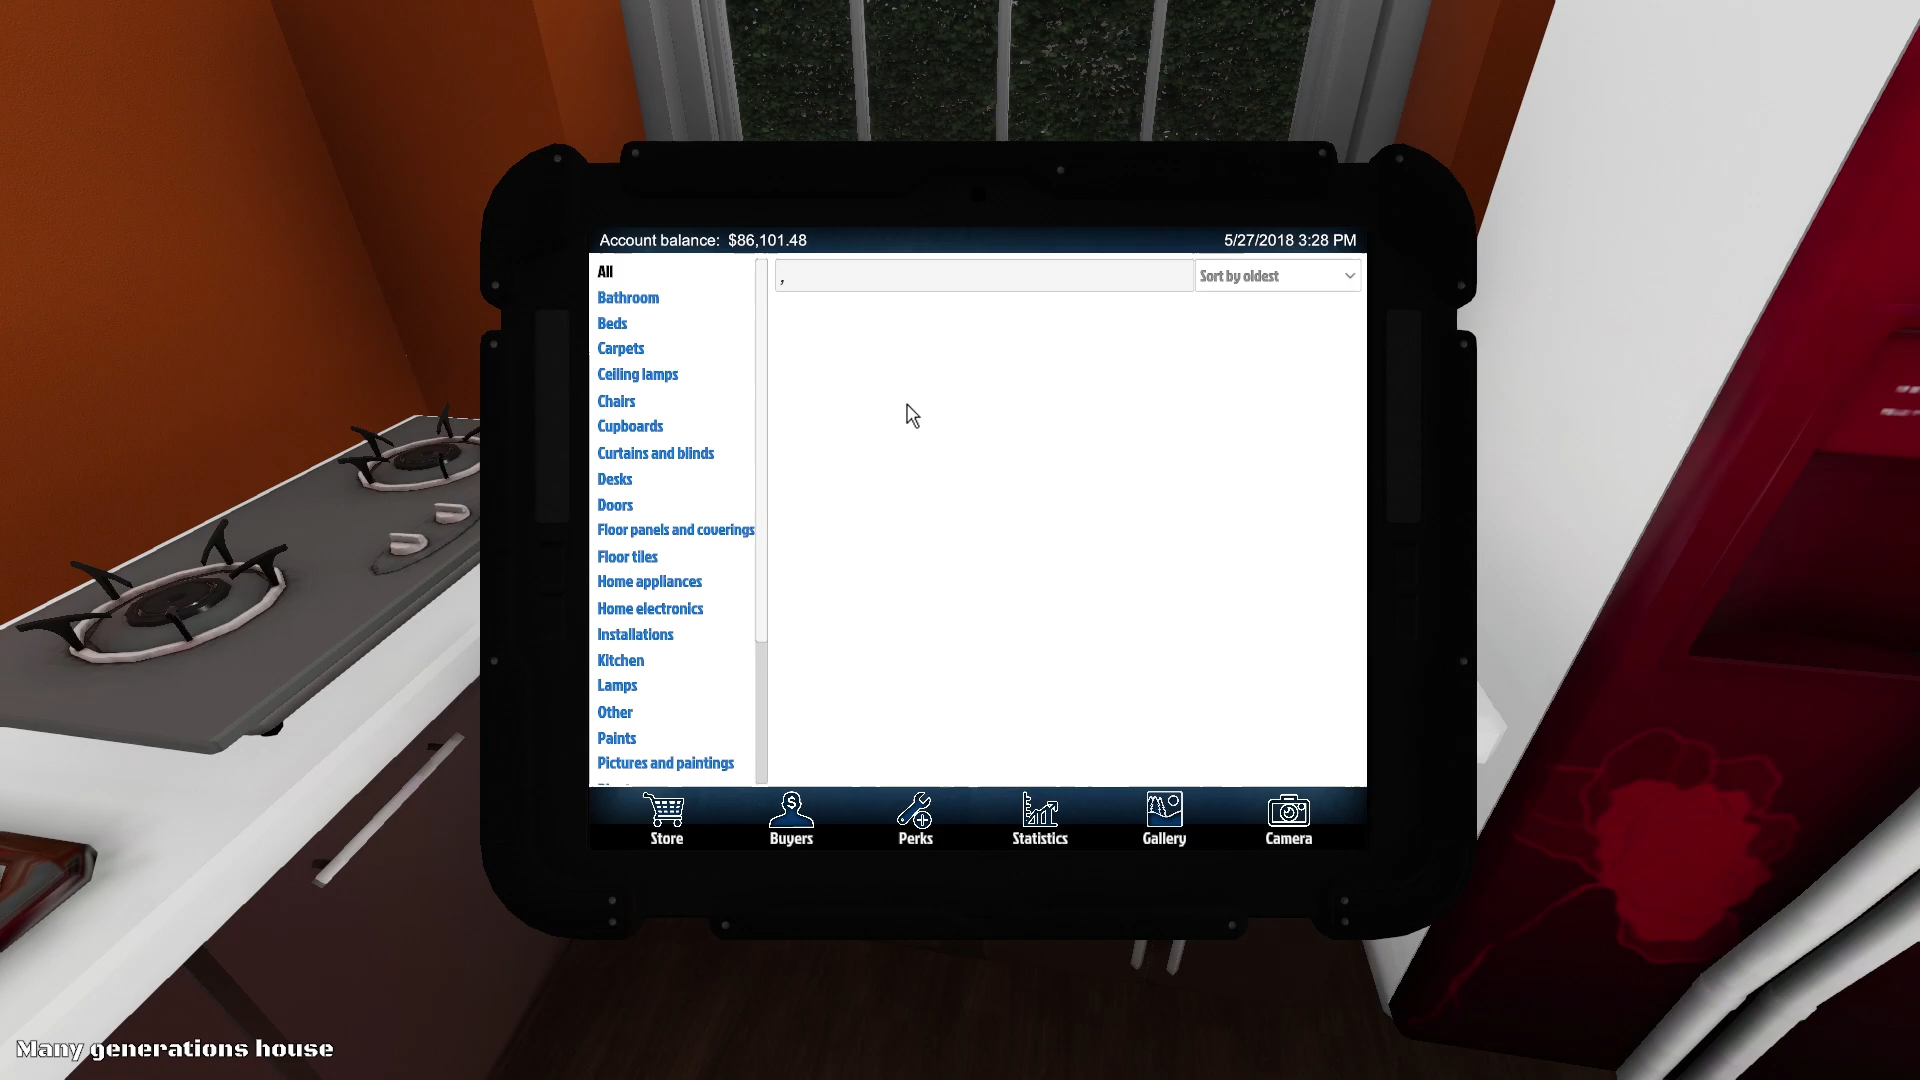 Account balance: $86,101.48
5/27/2018 3:28 PM
All
Bathroom
Beds
Carpets
Ceiling lamps
Chairs
Cupboards
Curtains and blinds
Desks
Doors
Floor panels and coverings
Floor tiles
Home appliances
Home electronics
Installations
Kitchen
Lamps
Other
Paints
Pictures and paintings
,
Sort by oldest
Store
Buyers
Perks
Statistics
Gallery
Camera
Many generations house